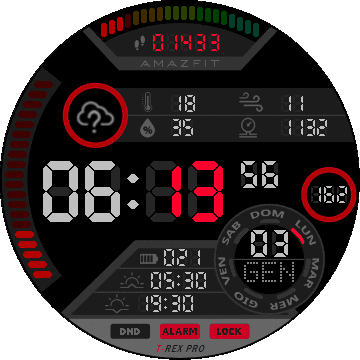 01433
AMAZFIT
18 11
% 35 1132
06:13 56
162
DOM LUN MAR MER GIO VEN SAB
03
GEN
021
05:30
19:30
DND ALARM LOCK
T-REX PRO